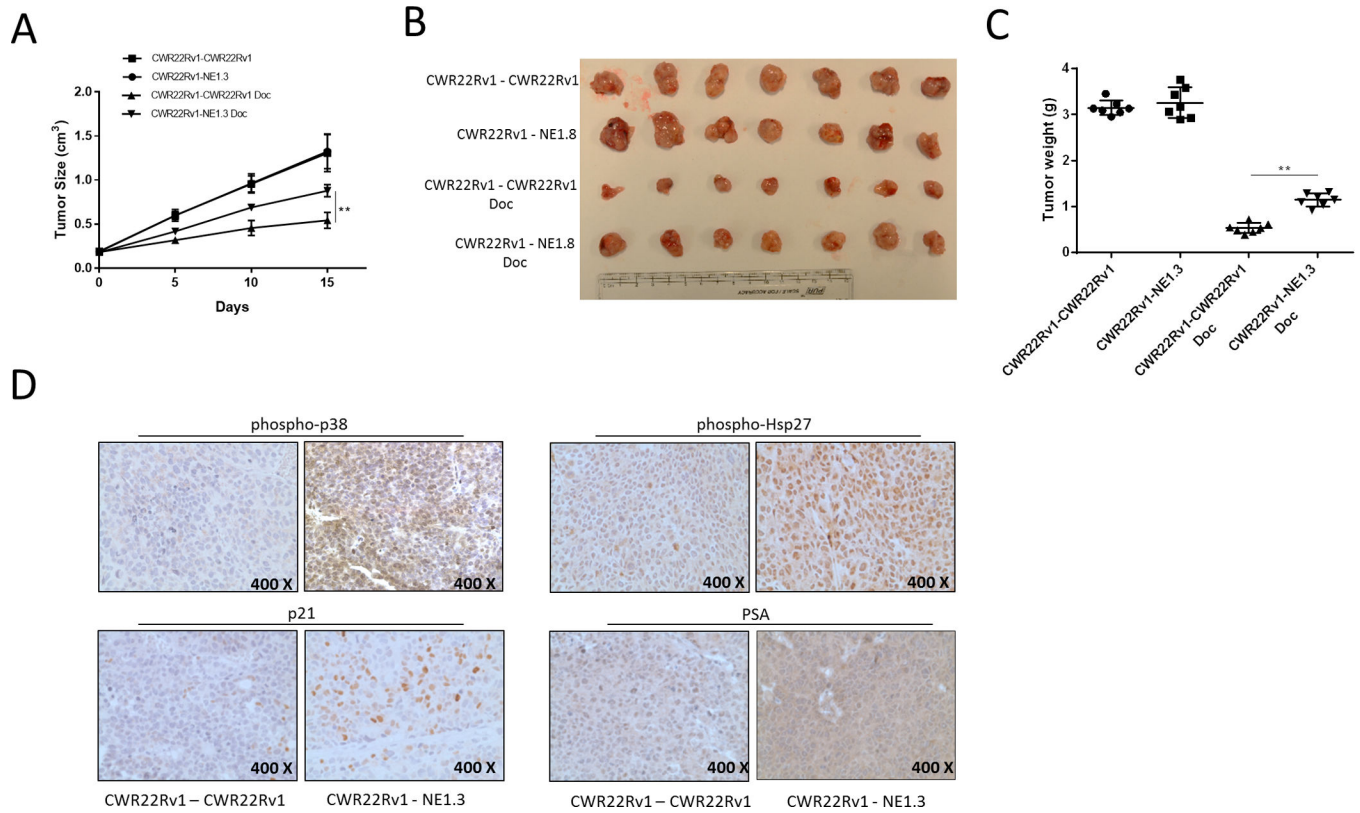 A
CWR22Rv1-CWR22Rv1
CWR22Rv1-NE1.3
CWR22Rv1-CWR22Rv1 Doc
CWR22Rv1-NE1.3 Doc
Tumor Size (cm3)
2.0
1.5
1.0
0.5
0.0
0
5
10
15
Days
**
B
CWR22Rv1 - CWR22Rv1
CWR22Rv1 - NE1.8
CWR22Rv1 - CWR22Rv1
Doc
CWR22Rv1 - NE1.8
Doc
C
Tumor weight (g)
4
3
2
1
0
**
CWR22Rv1-CWR22Rv1
CWR22Rv1-NE1.3
CWR22Rv1-CWR22Rv1
Doc
CWR22Rv1-NE1.3
Doc
D
phospho-p38
phospho-Hsp27
400 X
400 X
400 X
400 X
p21
PSA
400 X
400 X
400 X
400 X
CWR22Rv1 – CWR22Rv1
CWR22Rv1 - NE1.3
CWR22Rv1 – CWR22Rv1
CWR22Rv1 - NE1.3